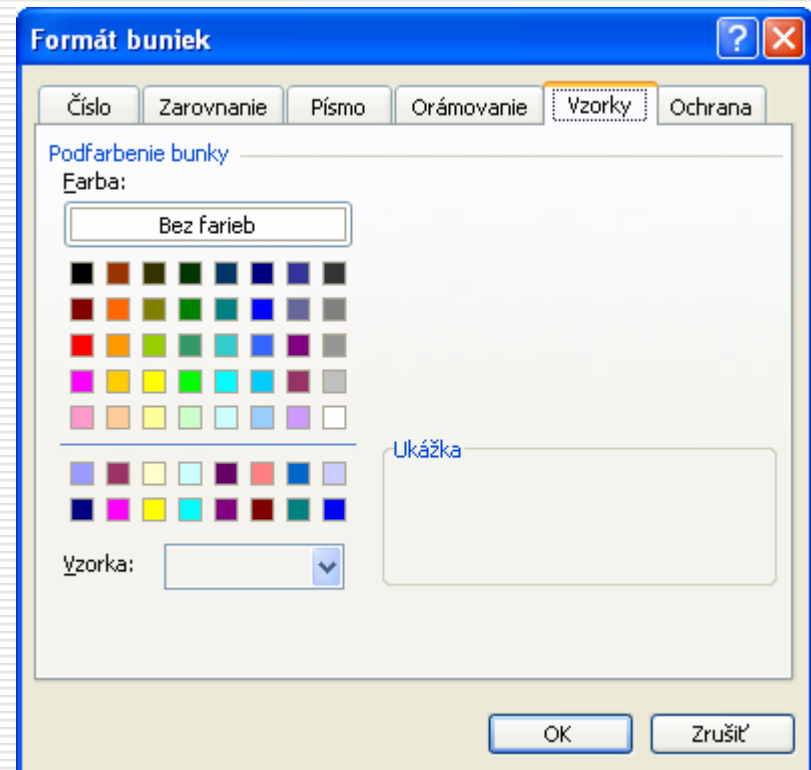 Formát buniek
Číslo Zarovnanie Písmo Orámovanie Vzorky Ochrana
Podfarbenie bunky
Farba:
Bez farieb
Ukážka
Vzorka:
OK Zrušiť